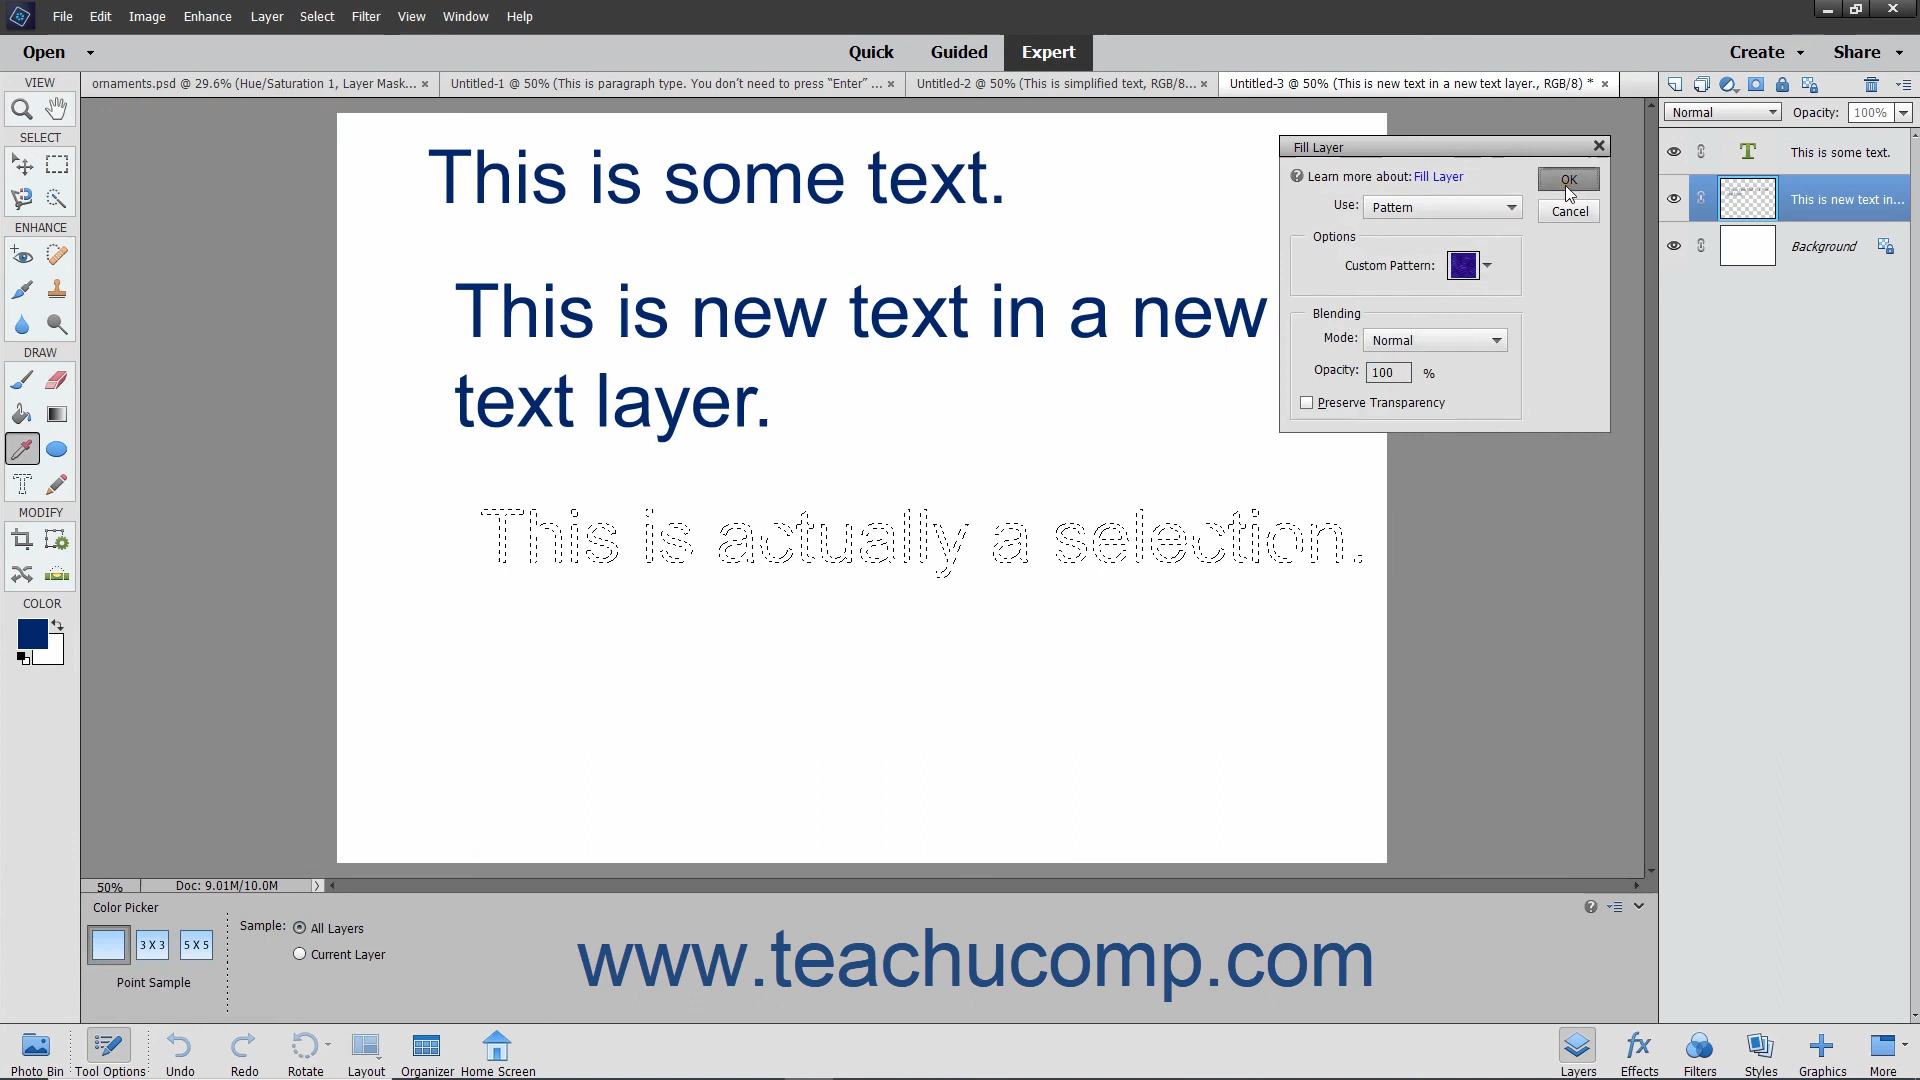 File Edit Image Enhance Layer Select Filter View Window Help
Open Quick Guided Expert Create Share
VIEW
ornaments.psd @ 29.6% (Hue/Saturation 1, Layer Mask... × Untitled-1 @ 50% (This is paragraph type. You don't need to press “Enter” ... × Untitled-2 @ 50% (This is simplified text, RGB/8... × Untitled-3 @ 50% (This is new text in a new text layer., RGB/8) * ×
Normal Opacity: 100%
SELECT
ENHANCE
DRAW
MODIFY
COLOR
This is some text.
This is new text in a new
text layer.
This is actually a selection.
Fill Layer
Learn more about: Fill Layer
OK
Use: Pattern
Cancel
Options
Custom Pattern:
Blending
Mode: Normal
Opacity: 100 %
Preserve Transparency
T This is some text.
This is new text in...
Background
50% Doc: 9.01M/10.0M
Color Picker
Sample: All Layers
Current Layer
3 X 3 5 X 5
Point Sample
www.teachucomp.com
Photo Bin Tool Options Undo Redo Rotate Layout Organizer Home Screen
fx
Layers Effects Filters Styles Graphics More